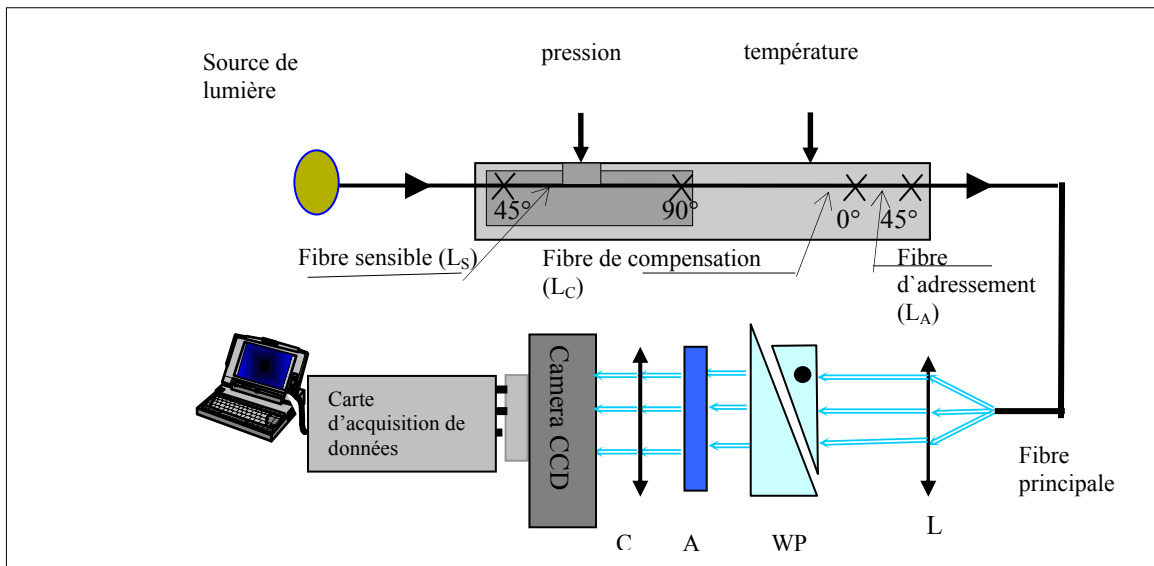 pression
température
Source de
lumière
45°
90°
0°
45°
Fibre sensible (LS)
Fibre de compensation
(LC)
Fibre
d`adressement
(LA)
Camera CCD
Carte
d’acquisition de
données
Fibre
principale
C
A
WP
L